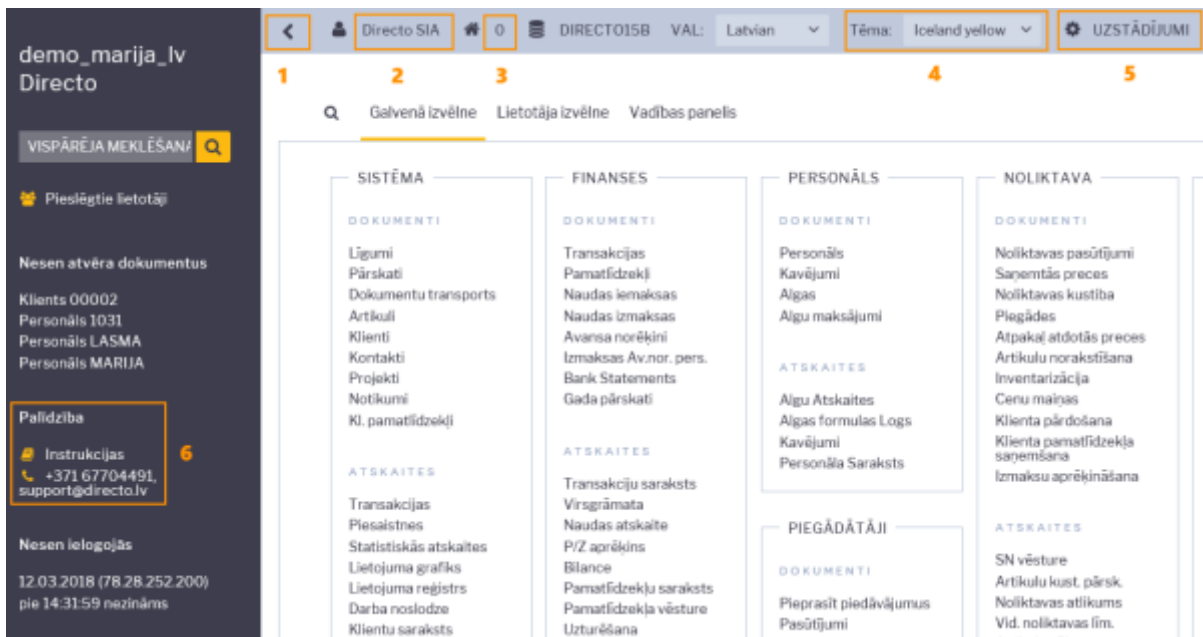 demo_marija_lv
Directo
VISPĀRĒJA MEKLĒŠANA
Pieslēgtie lietotāji
Nesen atvēra dokumentus
Klients 00002
Personāls 1031
Personāls LASMA
Personāls MARIJA
Palīdzība
Instrukcijas
+371 67704491,
support@directo.lv
6
Nesen ielogojās
12.03.2018 (78.28.252.200)
pie 14:31:59 nezināms
Directo SIA 0 DIRECTO15B VAL: Latvian Tēma: Iceland yellow UZSTĀDĪJUMI
1 2 3 4 5
Galvenā izvēlne Lietotāja izvēlne Vadības panelis
SISTĒMA
DOKUMENTI
Līgumi
Pārskati
Dokumentu transports
Artikuli
Klienti
Kontakti
Projekti
Notikumi
Kl. pamatlīdzekļi
ATSKAITES
Transakcijas
Piesaistnes
Statistiskās atskaites
Lietojuma grafiks
Lietojuma reģistrs
Darba noslodze
Klientu saraksts
FINANSES
DOKUMENTI
Transakcijas
Pamatlīdzekļi
Naudas iemaksas
Naudas izmaksas
Avansa norēķini
Izmaksas Av.nor. pers.
Bank Statements
Gada pārskati
ATSKAITES
Transakciju saraksts
Virsgrāmata
Naudas atskaite
P/Z aprēķins
Bilance
Pamatlīdzekļu saraksts
Pamatlīdzekļa vēsture
Uzturēšana
PERSONĀLS
DOKUMENTI
Personāls
Kavējumi
Algas
Algu maksājumi
ATSKAITES
Algu Atskaites
Algas formulas Logs
Kavējumi
Personāla Saraksts
PIEGĀDĀTĀJI
DOKUMENTI
Pieprasīt piedāvājumus
Pasūtījumi
NOLIKTAVA
DOKUMENTI
Noliktavas pasūtījumi
Saņemtās preces
Noliktavas kustība
Piegādes
Atpakaļ atdotās preces
Artikulu norakstīšana
Inventarizācija
Cenu maiņas
Klienta pārdošana
Klienta pamatlīdzekļa
saņemšana
Izmaksu aprēķināšana
ATSKAITES
SN vēsture
Artikulu kust. pārsk.
Noliktavas atlikums
Vid. noliktavas līm.